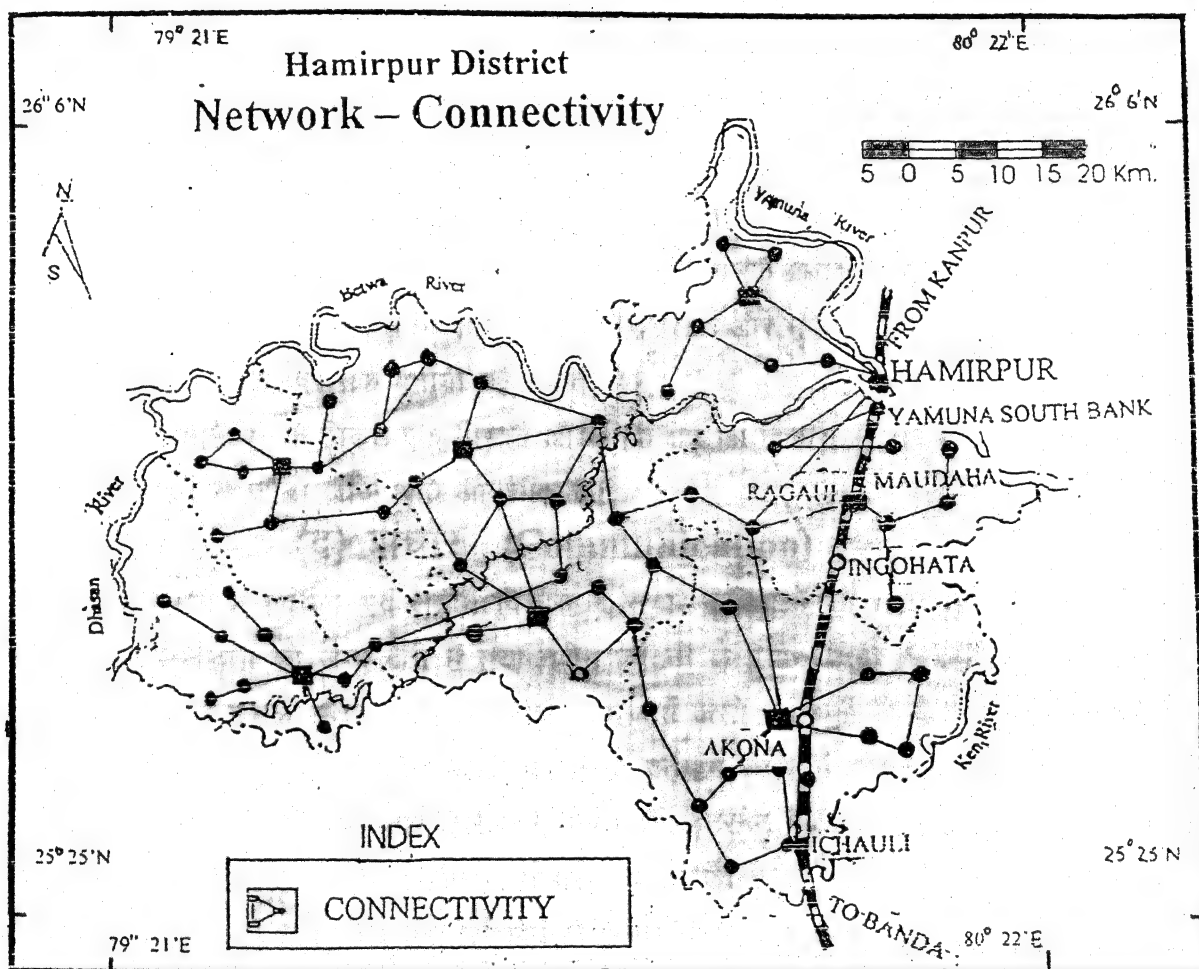 79° 21'E
80° 22'E
Hamirpur District
Network – Connectivity
26" 6'N
26° 6'N
5 0 5 10 15 20 Km.
N
S
Yamuna River
FROM KANPUR
Betwa River
HAMIRPUR
YAMUNA SOUTH BANK
RAGAUL
MAUDAHA
River
Dhasan
INGOHATA
AKONA
Ken River
INDEX
ICHAULI
25° 25'N
25° 25'N
CONNECTIVITY
TO BANDA
79" 21'E
80° 22'E